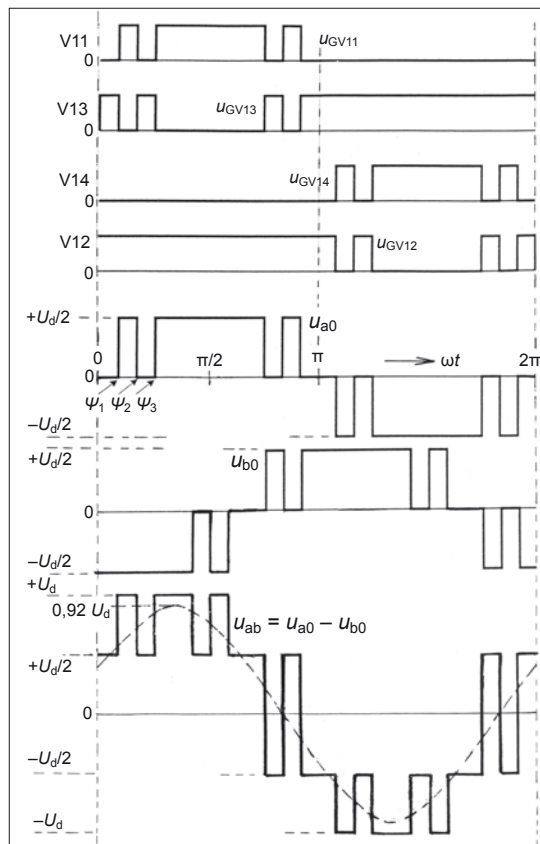 V11
u_GV11
0
V13
u_GV13
0
V14
u_GV14
0
V12
u_GV12
0
+U_d/2
u_a0
0
π/2
π
ωt
2π
0
ψ_1 ψ_2 ψ_3
–U_d/2
+U_d/2
u_b0
0
–U_d/2
+U_d
0,92 U_d
u_ab = u_a0 – u_b0
+U_d/2
0
–U_d/2
–U_d